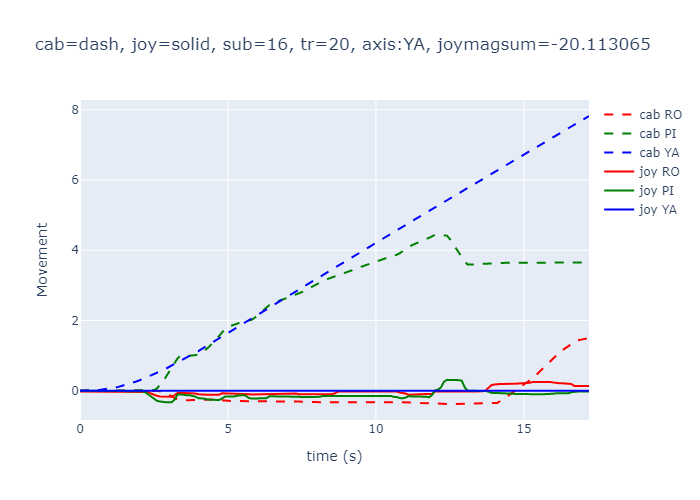 cab=dash, joy=solid, sub=16, tr=20, axis:YA, joymagsum=-20.113065
8
6
4
2
0
Movement
0
5
10
15
time (s)
cab RO
cab PI
cab YA
joy RO
joy PI
joy YA